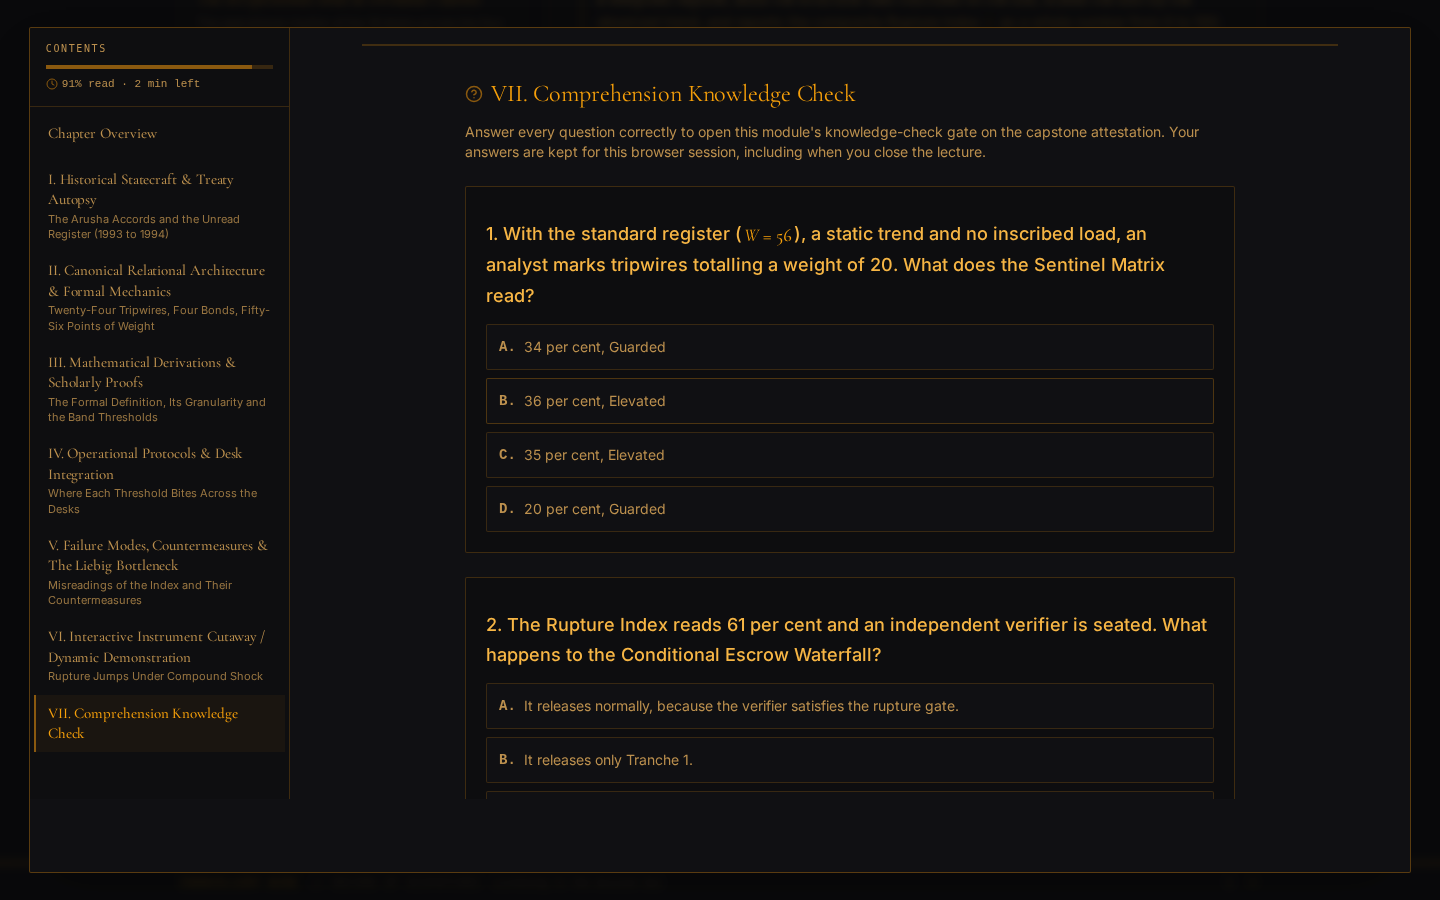 CONTENTS
91% read · 2 min left
Chapter Overview
I. Historical Statecraft & Treaty
Autopsy
The Arusha Accords and the Unread
Register (1993 to 1994)
II. Canonical Relational Architecture
& Formal Mechanics
Twenty-Four Tripwires, Four Bonds, Fifty-
Six Points of Weight
III. Mathematical Derivations &
Scholarly Proofs
The Formal Definition, Its Granularity and
the Band Thresholds
IV. Operational Protocols & Desk
Integration
Where Each Threshold Bites Across the
Desks
V. Failure Modes, Countermeasures &
The Liebig Bottleneck
Misreadings of the Index and Their
Countermeasures
VI. Interactive Instrument Cutaway /
Dynamic Demonstration
Rupture Jumps Under Compound Shock
VII. Comprehension Knowledge
Check
VII. Comprehension Knowledge Check
Answer every question correctly to open this module's knowledge-check gate on the capstone attestation. Your
answers are kept for this browser session, including when you close the lecture.
1. With the standard register (W = 56), a static trend and no inscribed load, an
analyst marks tripwires totalling a weight of 20. What does the Sentinel Matrix
read?
A. 34 per cent, Guarded
B. 36 per cent, Elevated
C. 35 per cent, Elevated
D. 20 per cent, Guarded
2. The Rupture Index reads 61 per cent and an independent verifier is seated. What
happens to the Conditional Escrow Waterfall?
A. It releases normally, because the verifier satisfies the rupture gate.
B. It releases only Tranche 1.